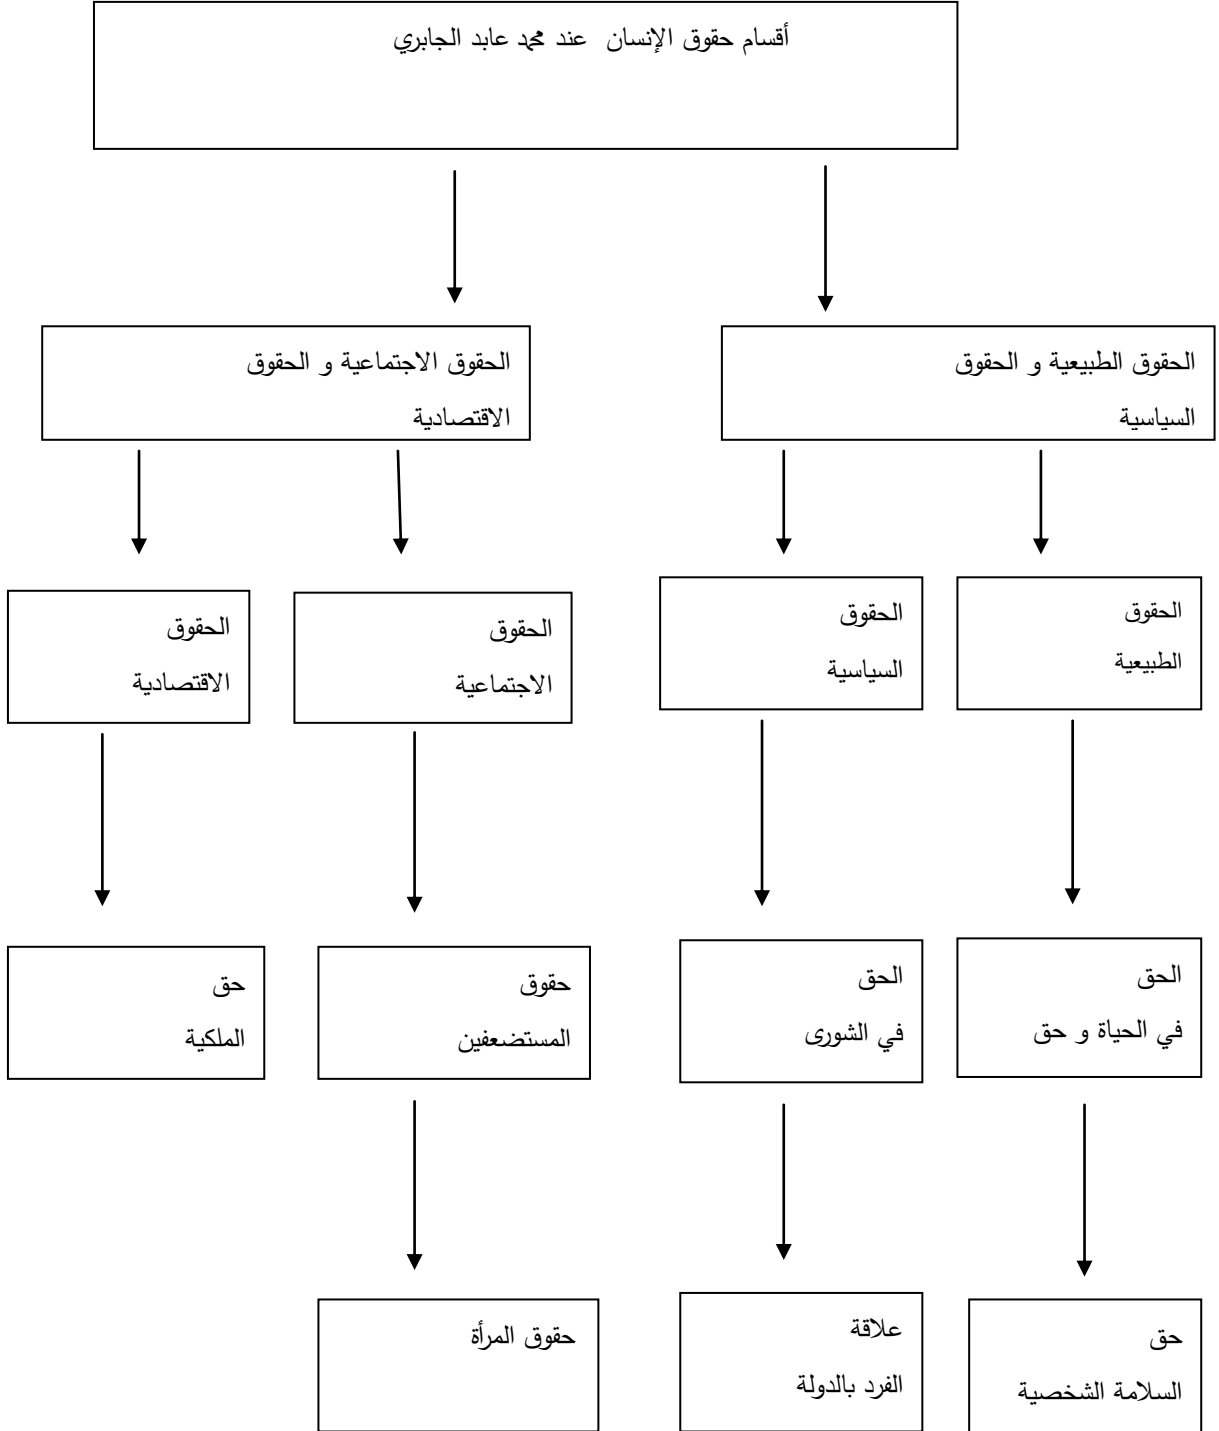 أقسام حقوق الإنسان عند محمد عابد الجابري
الحقوق الطبيعية و الحقوق
السياسية
الحقوق الاجتماعية و الحقوق
الاقتصادية
الحقوق
الطبيعية
الحقوق
السياسية
الحقوق
الاجتماعية
الحقوق
الاقتصادية
الحق
في الحياة و حق
الحق
في الشورى
حقوق
المستضعفين
حق
الملكية
حق
السلامة الشخصية
علاقة
الفرد بالدولة
حقوق المرأة